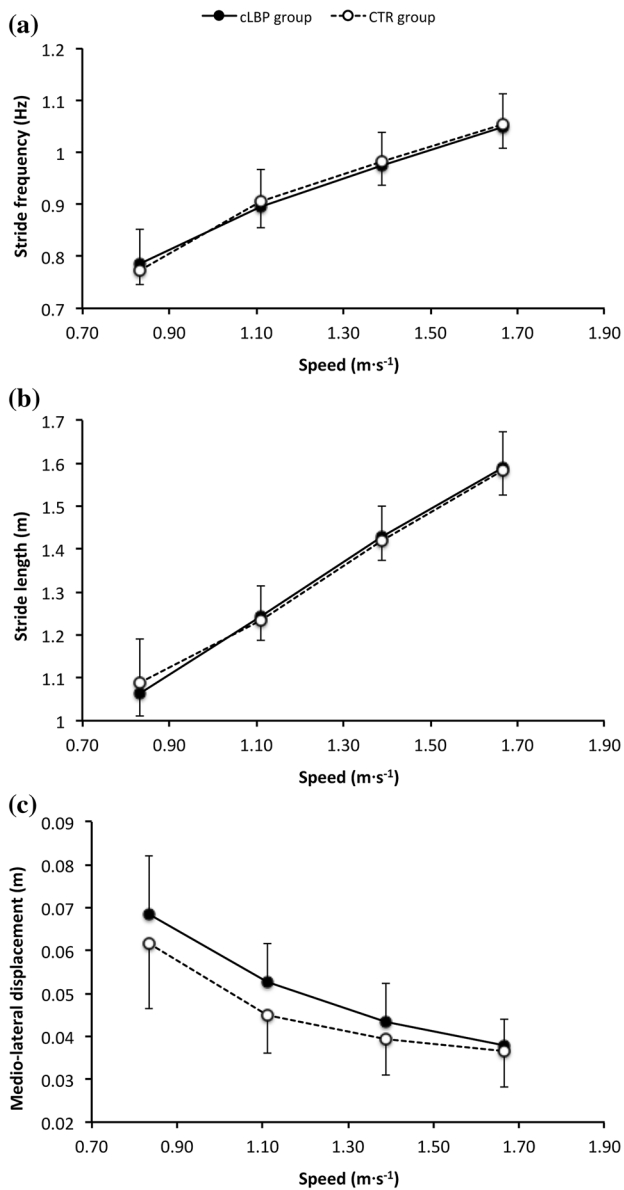 (a)
cLBP group CTR group
1.2
1.1
1
0.9
0.8
0.7
Stride frequency (Hz)
0.70 0.90 1.10 1.30 1.50 1.70 1.90
Speed (m·s⁻¹)
(b)
1.7
1.6
1.5
1.4
1.3
1.2
1.1
1
Stride length (m)
0.70 0.90 1.10 1.30 1.50 1.70 1.90
Speed (m·s⁻¹)
(c)
0.09
0.08
0.07
0.06
0.05
0.04
0.03
0.02
Medio-lateral displacement (m)
0.70 0.90 1.10 1.30 1.50 1.70 1.90
Speed (m·s⁻¹)